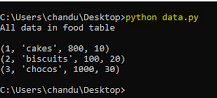 C:\Users\chandu\Desktop>python data.py
All data in food table
(1, 'cakes', 800, 10)
(2, 'biscuits', 100, 20)
(3, 'chocos', 1000, 30)
C:\Users\chandu\Desktop>